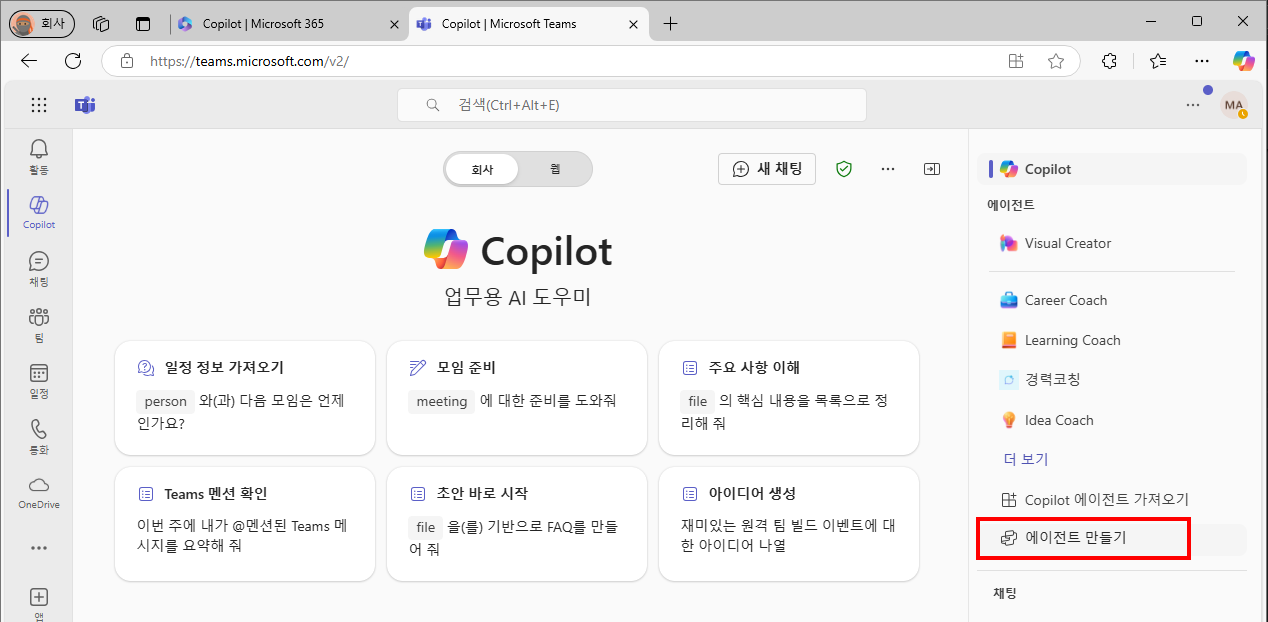 회사
Copilot | Microsoft 365
Copilot | Microsoft Teams
https://teams.microsoft.com/v2/
검색(Ctrl+Alt+E)
MA
활동
Copilot
채팅
팀
일정
통화
OneDrive
앱
회사
웹
새 채팅
Copilot
업무용 AI 도우미
일정 정보 가져오기
person 와(과) 다음 모임은 언제
인가요?
모임 준비
meeting 에 대한 준비를 도와줘
주요 사항 이해
file 의 핵심 내용을 목록으로 정
리해 줘
Teams 멘션 확인
이번 주에 내가 @멘션된 Teams 메
시지를 요약해 줘
초안 바로 시작
file 을(를) 기반으로 FAQ를 만들
어 줘
아이디어 생성
재미있는 원격 팀 빌드 이벤트에 대
한 아이디어 나열
Copilot
에이전트
Visual Creator
Career Coach
Learning Coach
경력코칭
Idea Coach
더 보기
Copilot 에이전트 가져오기
에이전트 만들기
채팅